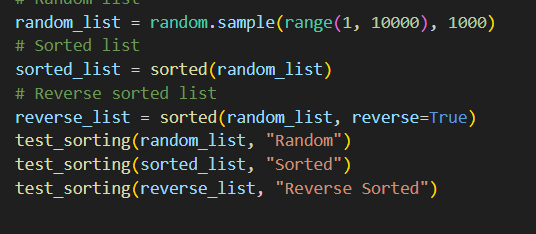 # Random list
random_list = random.sample(range(1, 10000), 1000)
# Sorted list
sorted_list = sorted(random_list)
# Reverse sorted list
reverse_list = sorted(random_list, reverse=True)
test_sorting(random_list, "Random")
test_sorting(sorted_list, "Sorted")
test_sorting(reverse_list, "Reverse Sorted")